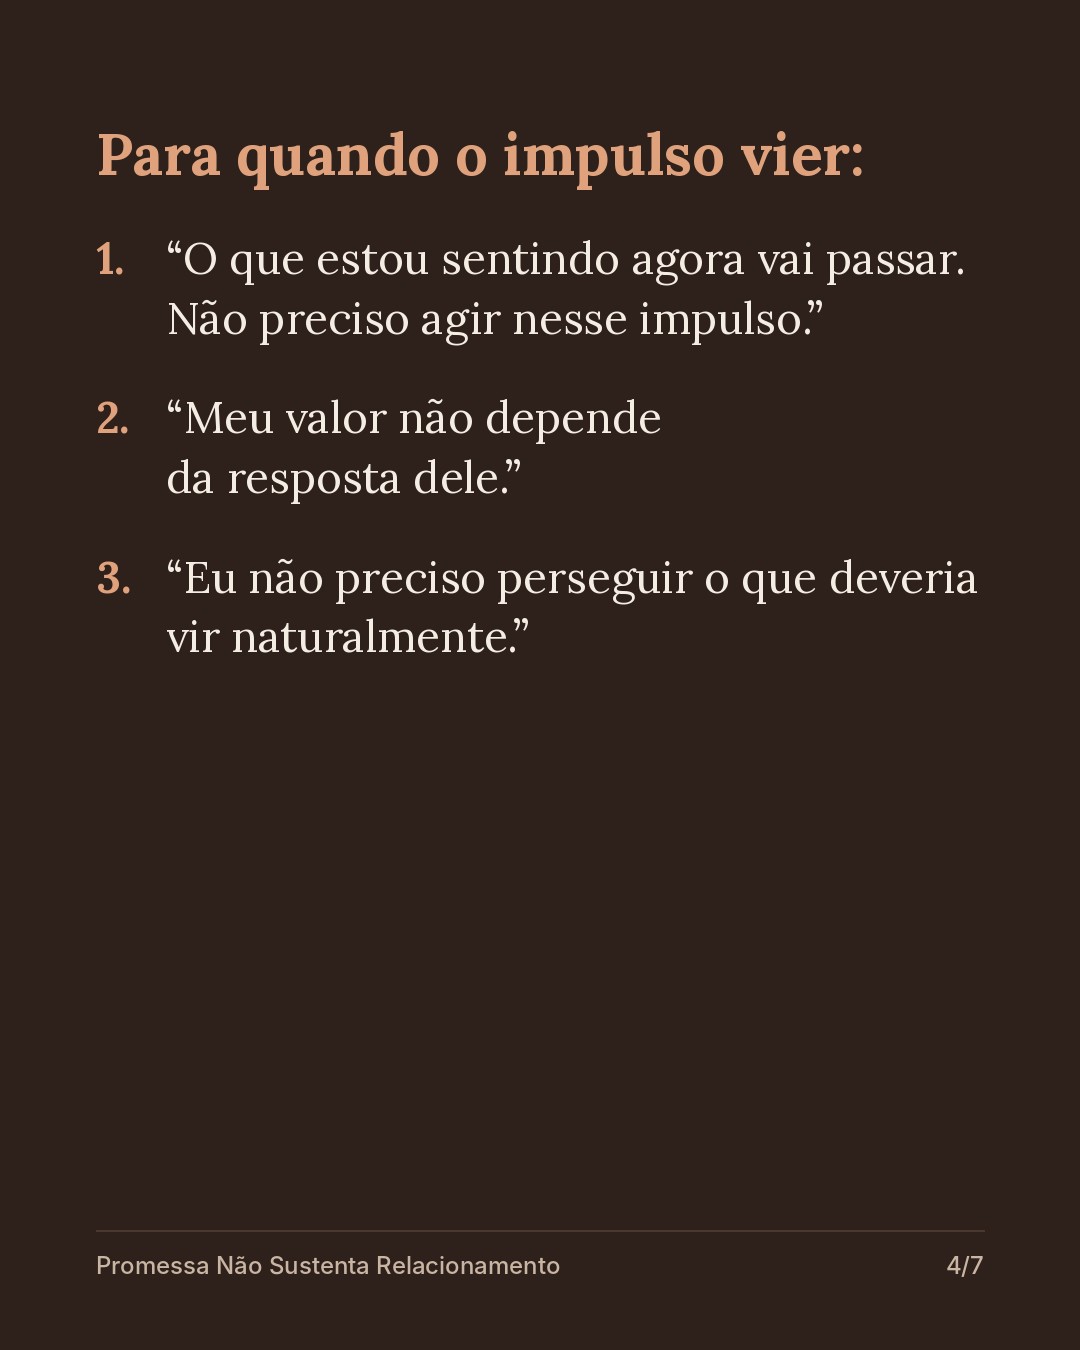 Para quando o impulso vier:
1. “O que estou sentindo agora vai passar.
Não preciso agir nesse impulso.”
2. “Meu valor não depende
da resposta dele.”
3. “Eu não preciso perseguir o que deveria
vir naturalmente.”
Promessa Não Sustenta Relacionamento 4/7